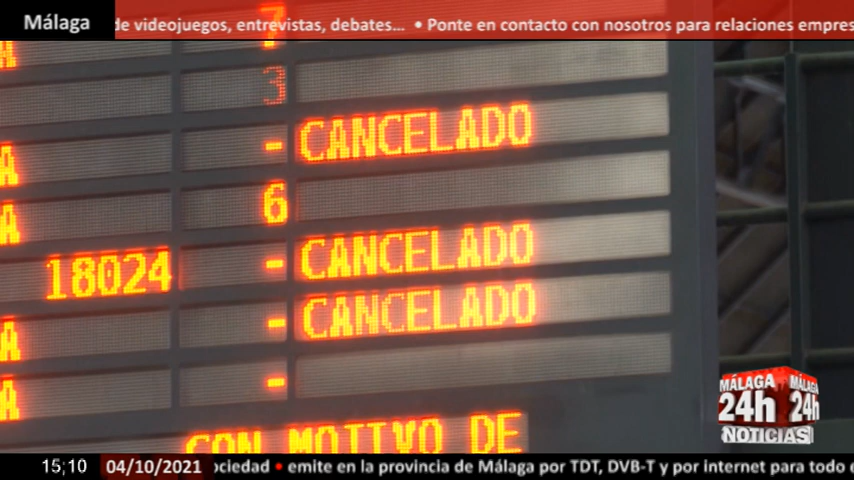 Málaga
de videojuegos, entrevistas, debates... • Ponte en contacto con nosotros para relaciones empres
7
A
3
- CANCELADO
A
6
A
18024 - CANCELADO
- CANCELADO
A
-
A
CON MOTIVO DE
MÁLAGA MÁLAGA
24h 24h
NOTICIAS
15:10 04/10/2021 ociedad • emite en la provincia de Málaga por TDT, DVB-T y por internet para todo e